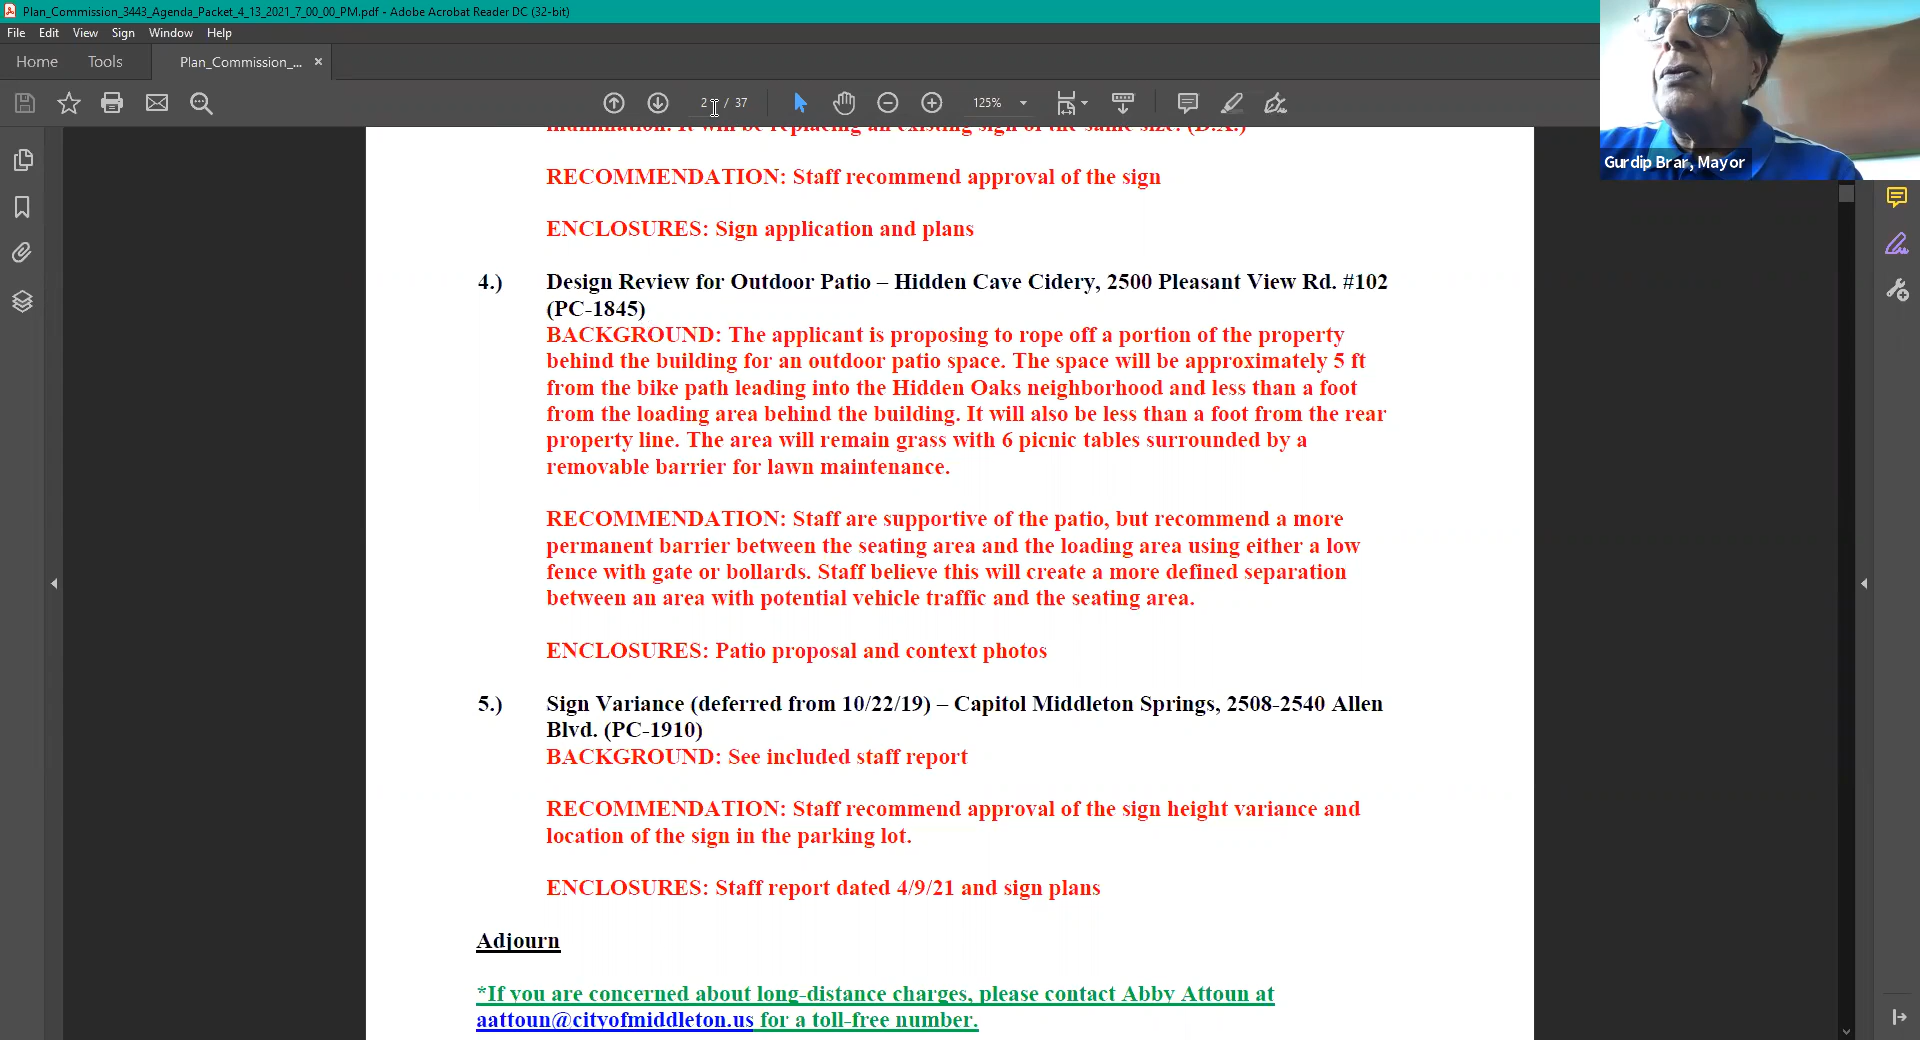 Plan_Commission_3443_Agenda_Packet_4_13_2021_7_00_00_PM.pdf - Adobe Acrobat Reader DC (32-bit)
File Edit View Sign Window Help
Home Tools Plan_Commission_... ×
2 / 37 125%
illumination. It will be replacing an existing sign of the same size. (D.A.)
RECOMMENDATION: Staff recommend approval of the sign
ENCLOSURES: Sign application and plans
4.) Design Review for Outdoor Patio – Hidden Cave Cidery, 2500 Pleasant View Rd. #102
(PC-1845)
BACKGROUND: The applicant is proposing to rope off a portion of the property
behind the building for an outdoor patio space. The space will be approximately 5 ft
from the bike path leading into the Hidden Oaks neighborhood and less than a foot
from the loading area behind the building. It will also be less than a foot from the rear
property line. The area will remain grass with 6 picnic tables surrounded by a
removable barrier for lawn maintenance.
RECOMMENDATION: Staff are supportive of the patio, but recommend a more
permanent barrier between the seating area and the loading area using either a low
fence with gate or bollards. Staff believe this will create a more defined separation
between an area with potential vehicle traffic and the seating area.
ENCLOSURES: Patio proposal and context photos
5.) Sign Variance (deferred from 10/22/19) – Capitol Middleton Springs, 2508-2540 Allen
Blvd. (PC-1910)
BACKGROUND: See included staff report
RECOMMENDATION: Staff recommend approval of the sign height variance and
location of the sign in the parking lot.
ENCLOSURES: Staff report dated 4/9/21 and sign plans
Adjourn
*If you are concerned about long-distance charges, please contact Abby Attoun at
aattoun@cityofmiddleton.us for a toll-free number.
Gurdip Brar, Mayor